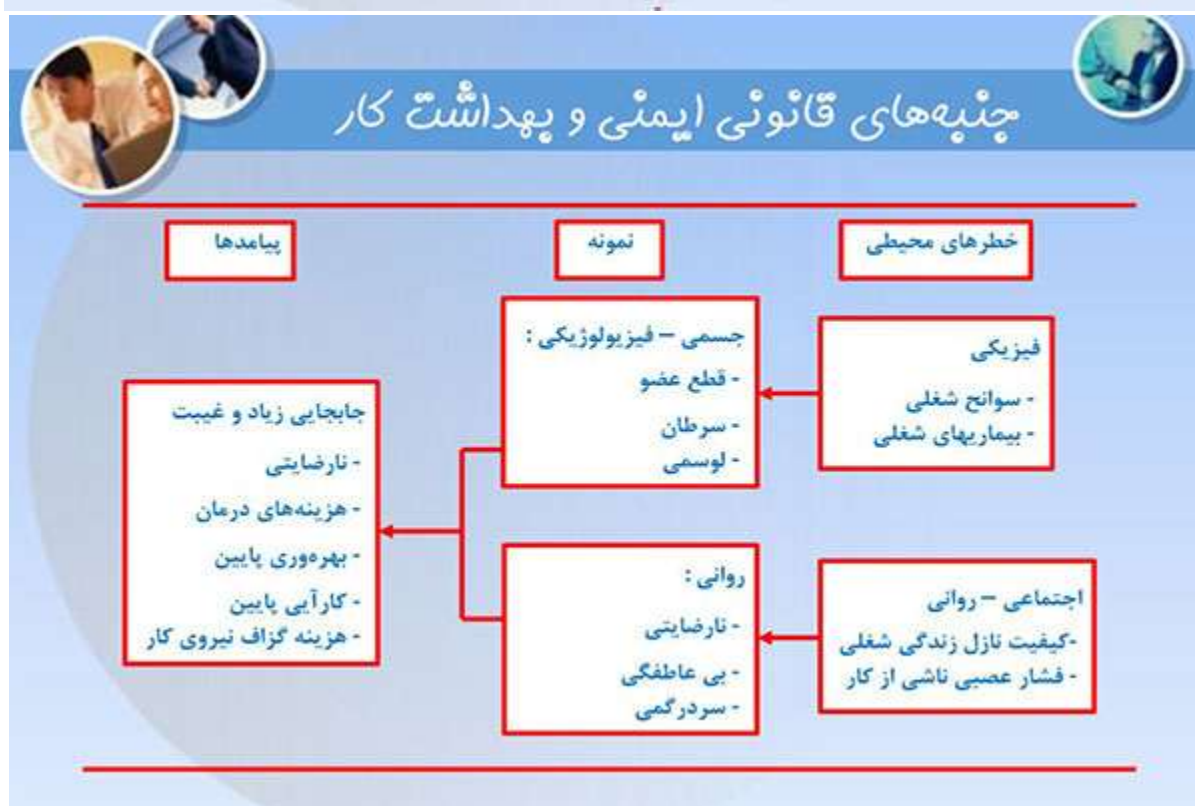 جنبه‌های قانونی ایمنی و بهداشت کار
خطرهای محیطی
نمونه
پیامدها
فیزیکی
- سوانح شغلی
- بیماریهای شغلی
جسمی – فیزیولوژیکی :
- قطع عضو
- سرطان
- لوسمی
اجتماعی – روانی
-کیفیت نازل زندگی شغلی
- فشار عصبی ناشی از کار
روانی :
- نارضایتی
- بی عاطفگی
- سردرگمی
جابجایی زیاد و غیبت
- نارضایتی
- هزینه‌های درمان
- بهره‌وری پایین
- کارآیی پایین
- هزینه گزاف نیروی کار